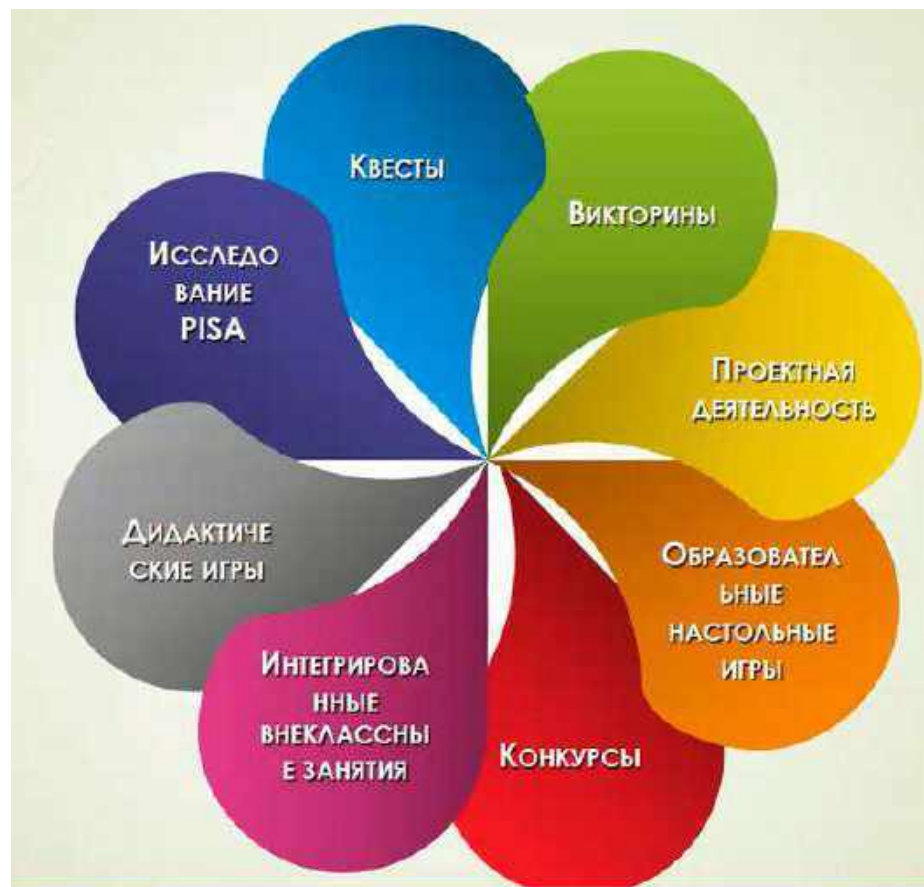 Квесты
Викторины
Исследо
вание
PISA
Проектная
деятельность
Дидактиче
ские игры
Образовател
ьные
настольные
игры
Интегрирова
нные
внеклассны
е занятия
Конкурсы